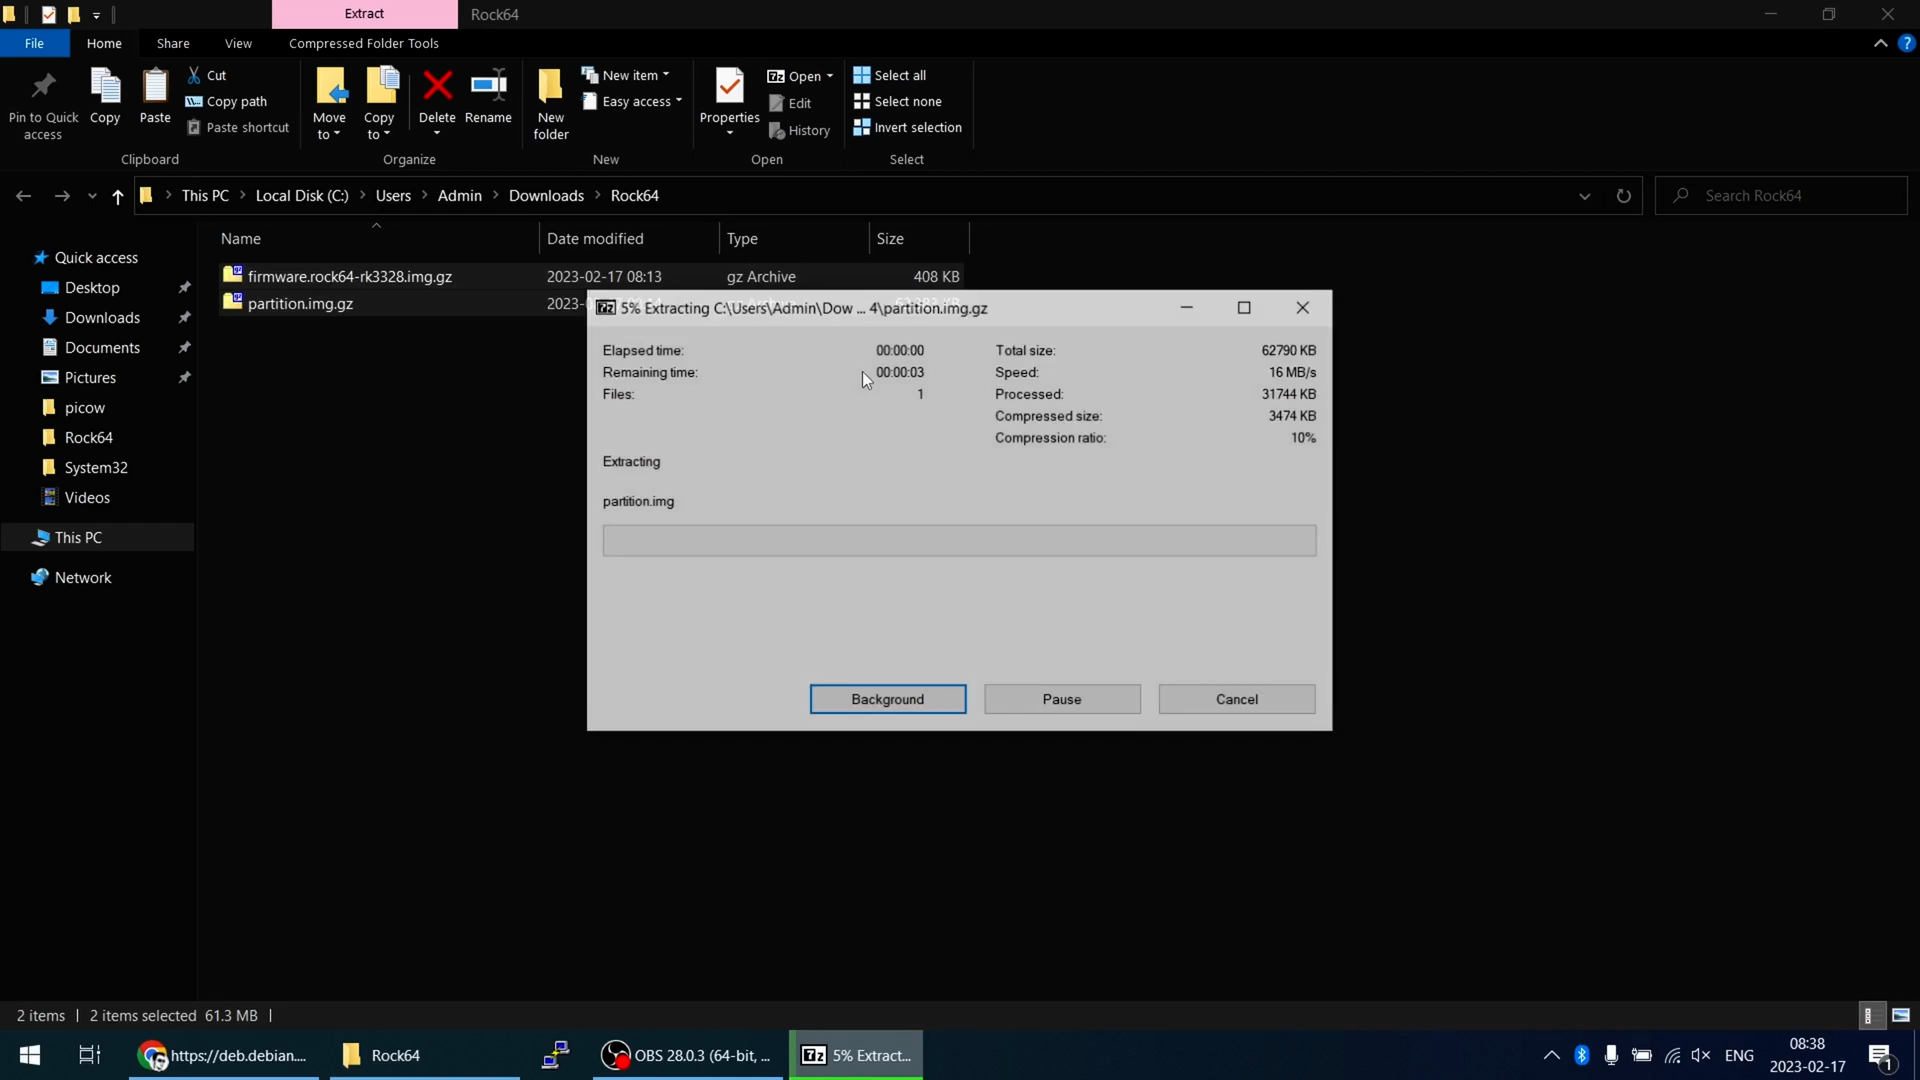 Extract
Rock64
File
Home
Share
View
Compressed Folder Tools
Pin to Quick access
Copy
Paste
Cut
Copy path
Paste shortcut
Clipboard
Move to
Copy to
Delete
Rename
Organize
New folder
New item
Easy access
New
Properties
Open
Edit
History
Open
Select all
Select none
Invert selection
Select
This PC
Local Disk (C:)
Users
Admin
Downloads
Rock64
Search Rock64
Name
Date modified
Type
Size
firmware.rock64-rk3328.img.gz 2023-02-17 08:13 gz Archive 408 KB
partition.img.gz
Quick access
Desktop
Downloads
Documents
Pictures
picow
Rock64
System32
Videos
This PC
Network
7z 5% Extracting C:\Users\Admin\Dow ... 4\partition.img.gz
Elapsed time: 00:00:00
Remaining time: 00:00:03
Files: 1
Total size: 62790 KB
Speed: 16 MB/s
Processed: 31744 KB
Compressed size: 3474 KB
Compression ratio: 10%
Extracting
partition.img
Background
Pause
Cancel
2 items 2 items selected 61.3 MB
https://deb.debian....
Rock64
OBS 28.0.3 (64-bit, ...
7z 5% Extract...
ENG
08:38
2023-02-17
1